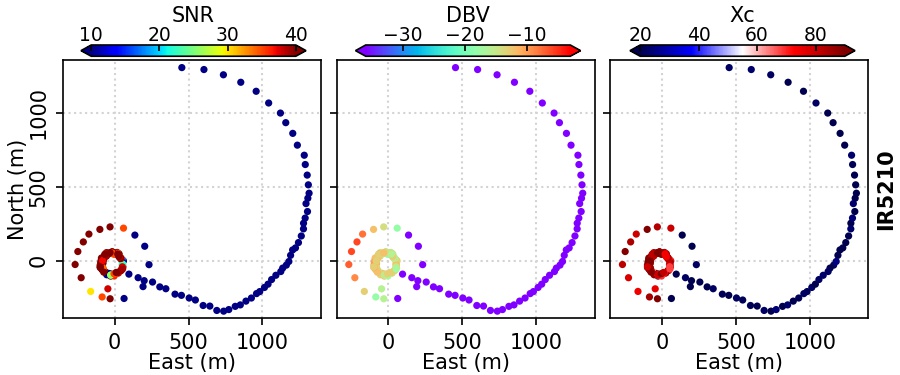 SNR DBV Xc
10 20 30 40 −30 −20 −10 20 40 60 80
1000
500
0
North (m)
IR5210
0 500 1000 0 500 1000 0 500 1000
East (m) East (m) East (m)